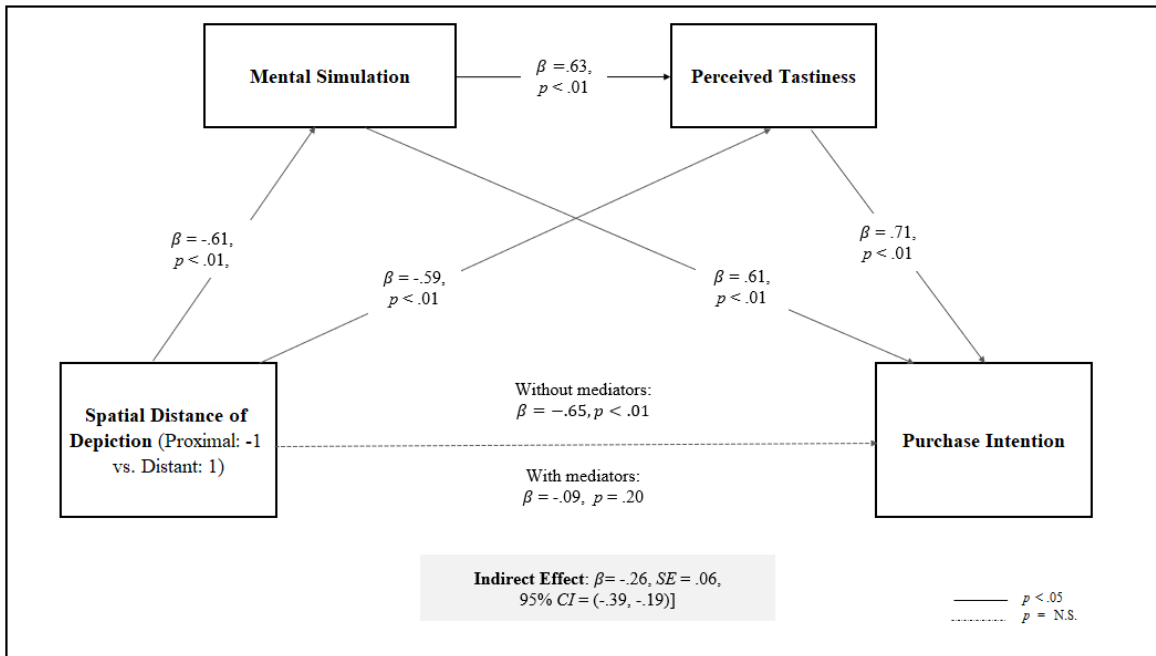 Mental Simulation
β =.63,
p < .01
Perceived Tastiness
β = -.61,
p < .01,
β = -.59,
p < .01
β = .61,
p < .01
β = .71,
p < .01
Spatial Distance of
Depiction (Proximal: -1
vs. Distant: 1)
Without mediators:
β = −.65, p < .01
With mediators:
β = -.09, p = .20
Purchase Intention
Indirect Effect: β= -.26, SE = .06,
95% CI = (-.39, -.19)]
p < .05
p = N.S.